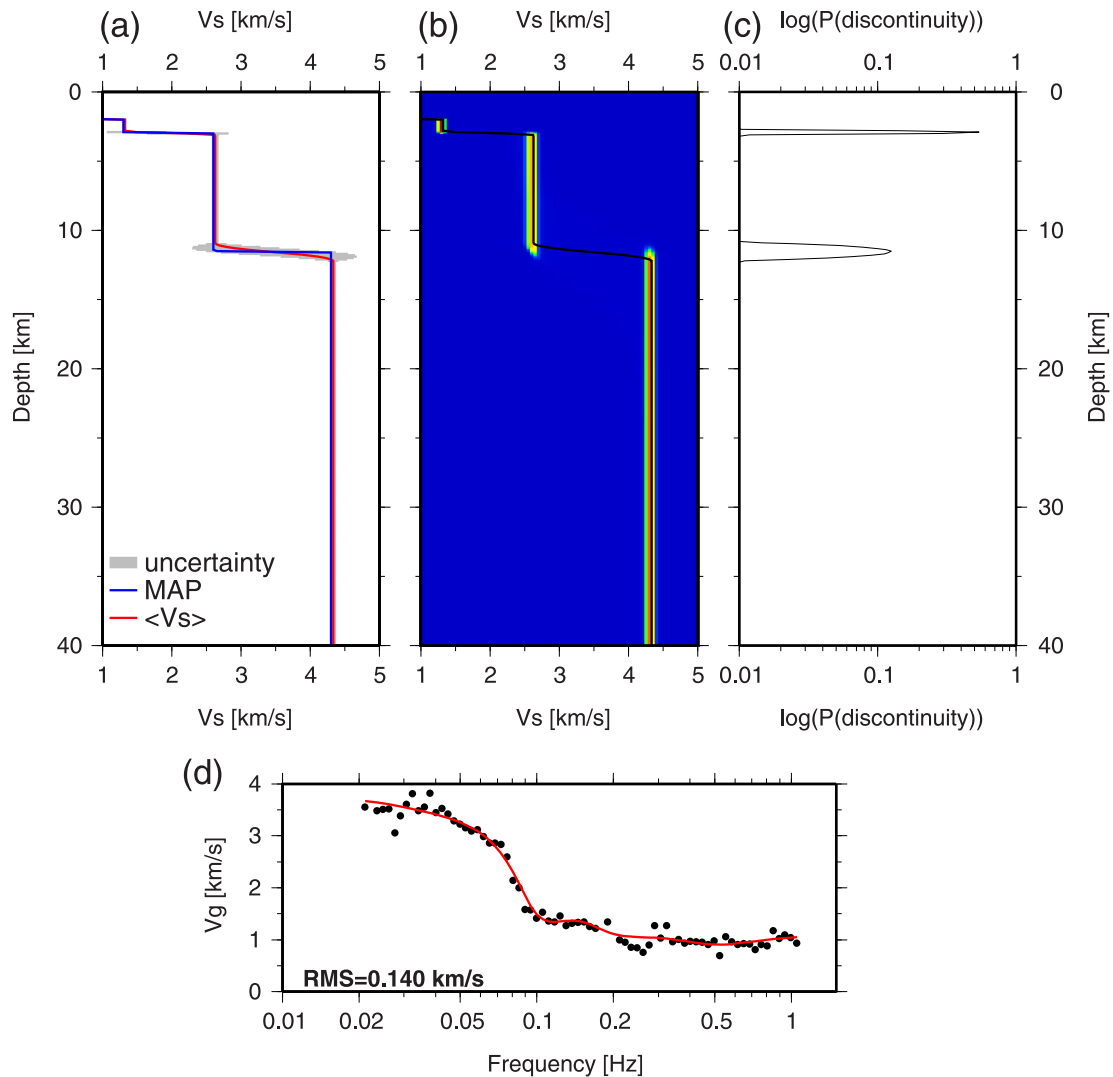 (a) Vs [km/s] (b) Vs [km/s] log(P(discontinuity)) (c)
1 2 3 4 5 1 2 3 4 5 0.01 0.1 1
0 0
10 10
20 20
30 30
40 40
Depth [km]
Depth [km]
uncertainty
MAP
<Vs>
1 2 3 4 5 1 2 3 4 5 0.01 0.1 1
Vs [km/s] Vs [km/s] log(P(discontinuity))
(d)
4
3
2
1
0
Vg [km/s]
RMS=0.140 km/s
0.01 0.02 0.05 0.1 0.2 0.5 1
Frequency [Hz]